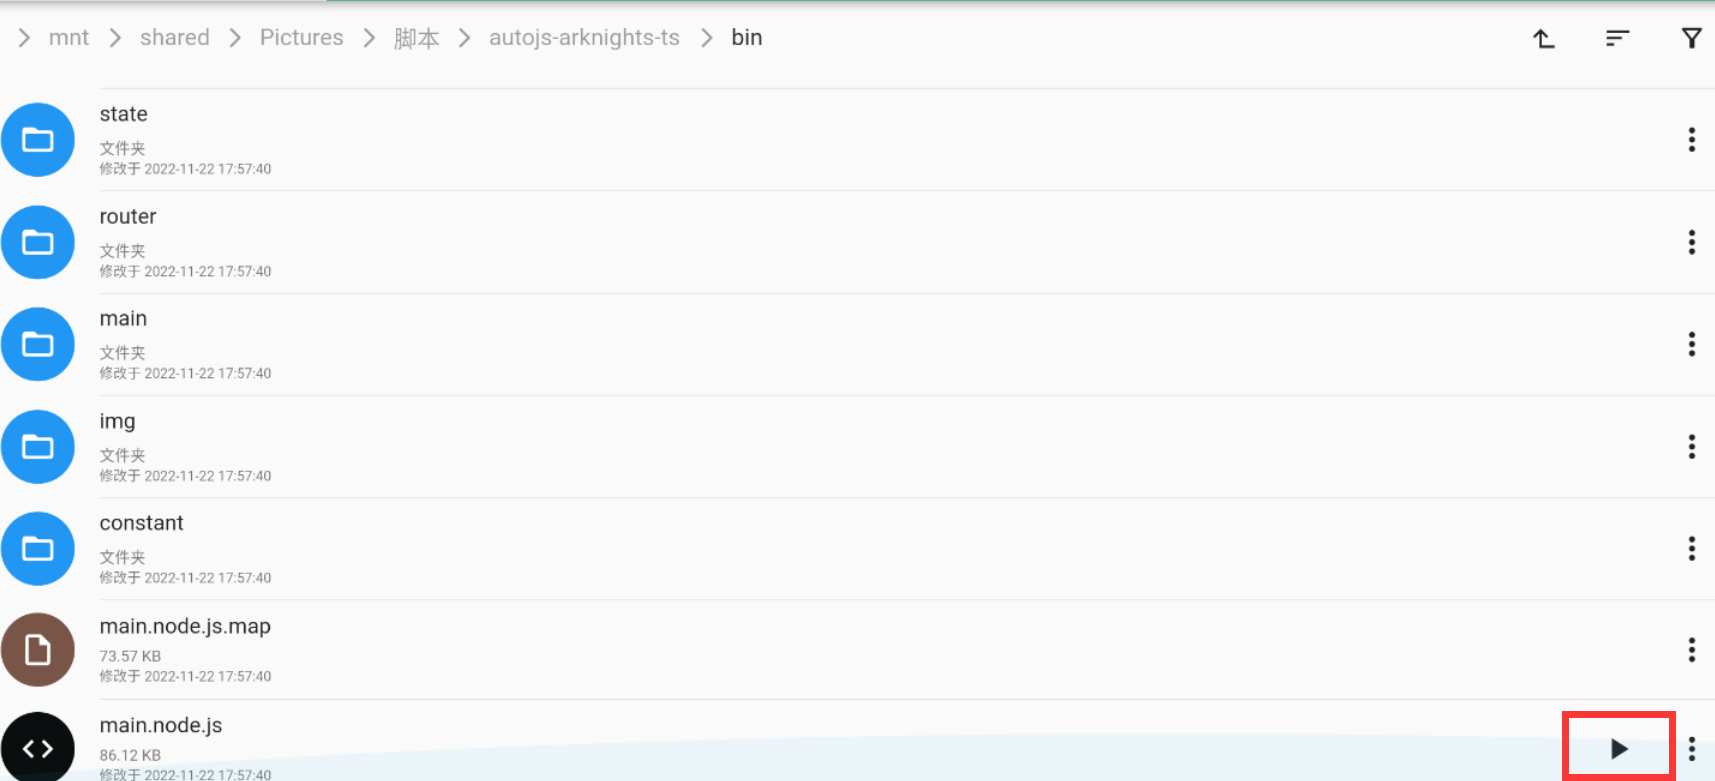 mnt shared Pictures 脚本 autojs-arknights-ts bin
state
文件夹
修改于 2022-11-22 17:57:40
router
文件夹
修改于 2022-11-22 17:57:40
main
文件夹
修改于 2022-11-22 17:57:40
img
文件夹
修改于 2022-11-22 17:57:40
constant
文件夹
修改于 2022-11-22 17:57:40
main.node.js.map
73.57 KB
修改于 2022-11-22 17:57:40
main.node.js
86.12 KB
修改于 2022-11-22 17:57:40